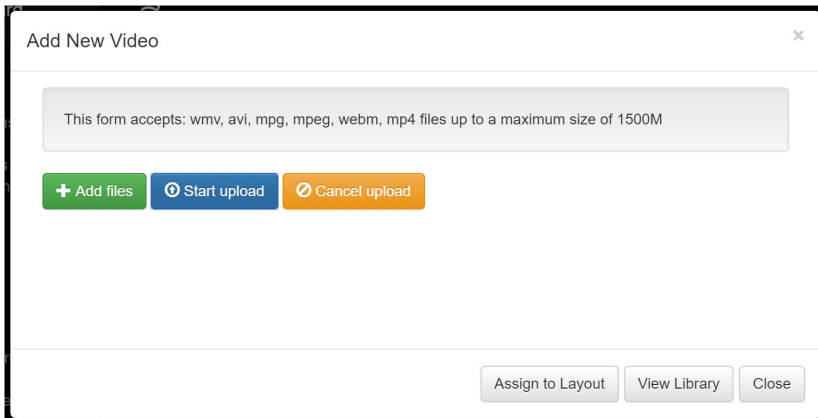 Add New Video
×
This form accepts: wmv, avi, mpg, mpeg, webm, mp4 files up to a maximum size of 1500M
Add files Start upload Cancel upload
Assign to Layout View Library Close